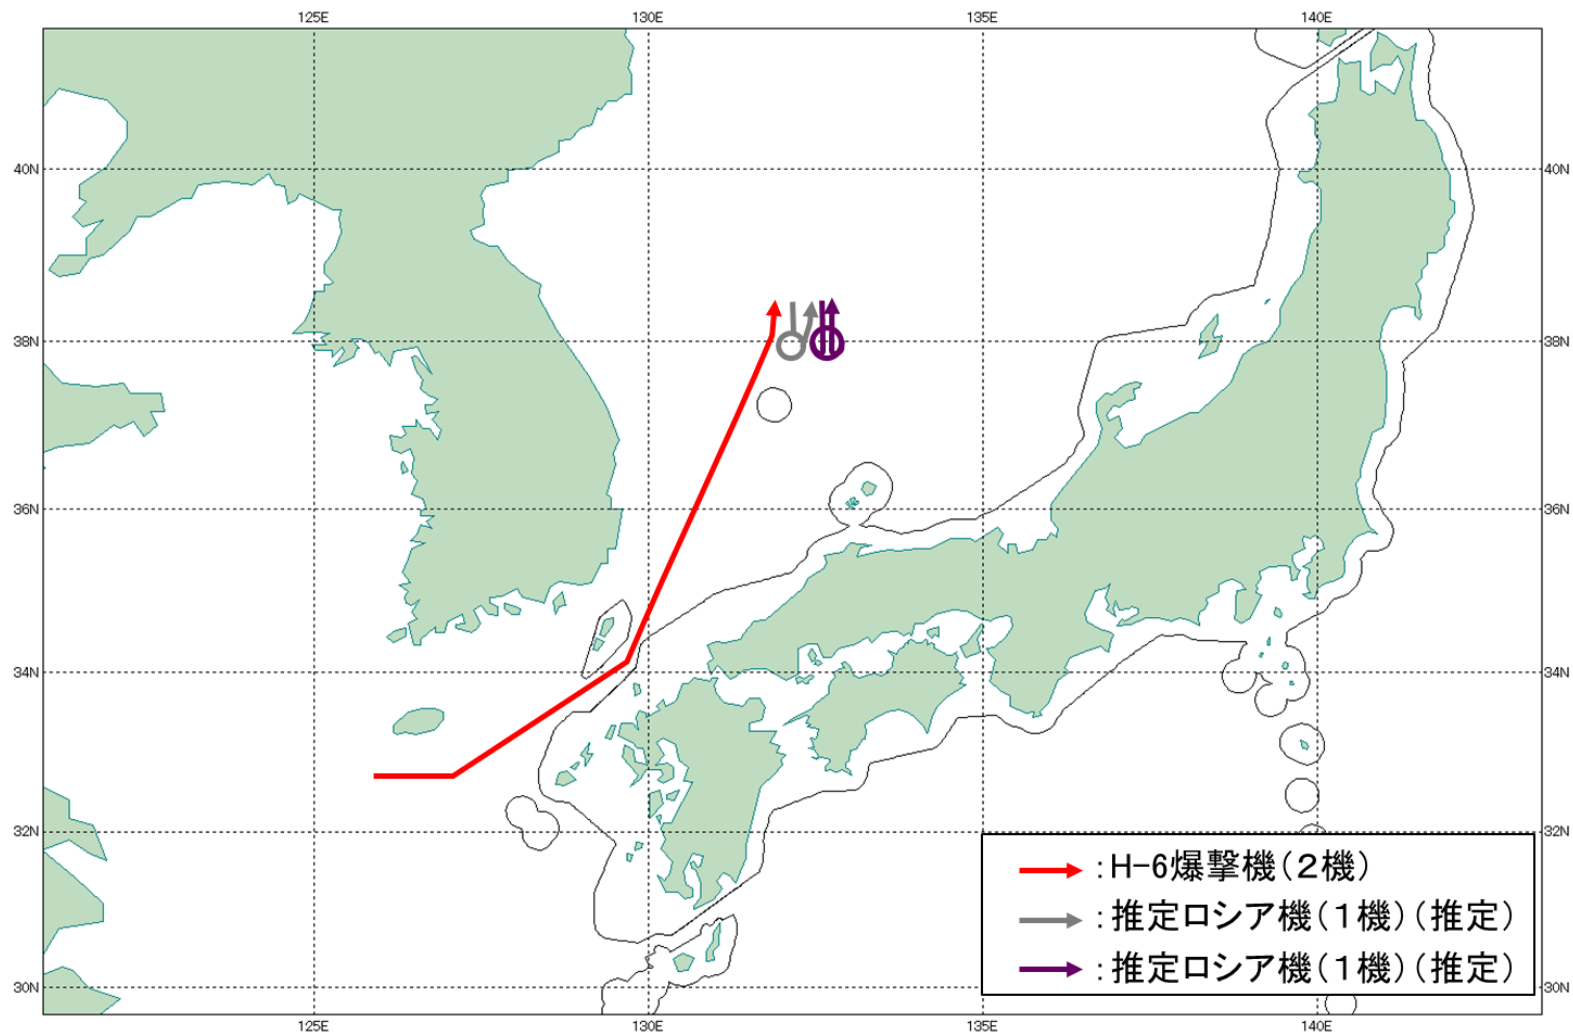 125E 130E 135E 140E
40N 40N
38N 38N
36N 36N
34N 34N
32N 32N
:H-6爆撃機(2機)
:推定ロシア機(1機)(推定)
:推定ロシア機(1機)(推定)
30N 30N
125E 130E 135E 140E